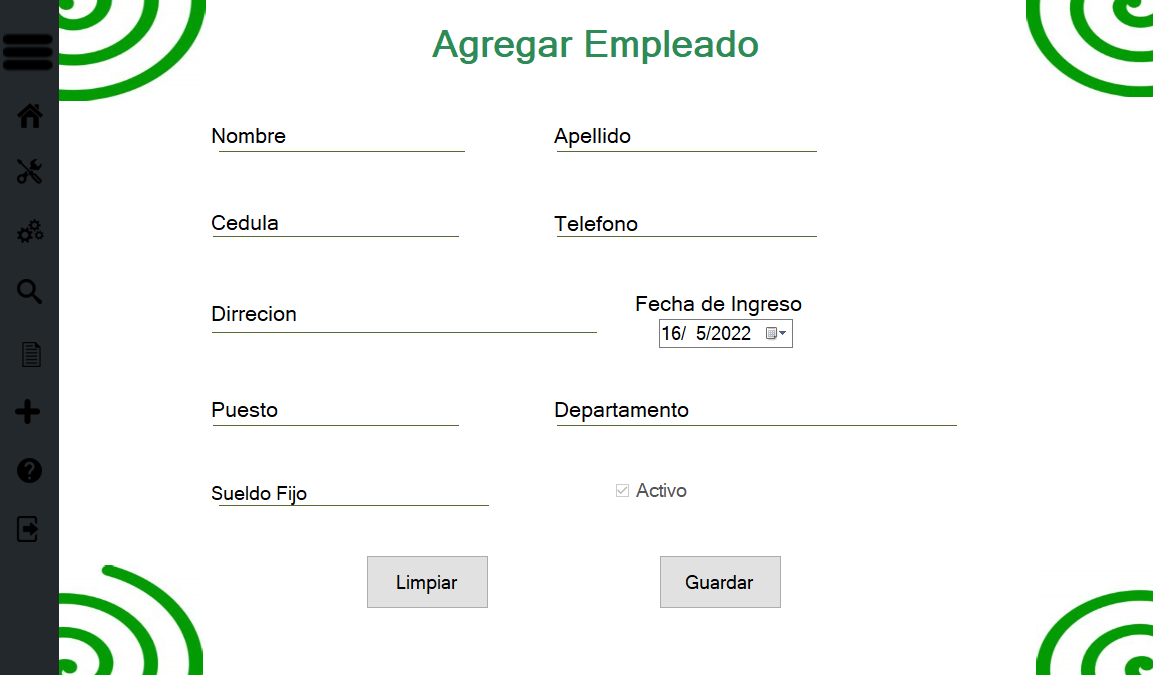 Agregar Empleado
Nombre
Apellido
Cedula
Telefono
Dirrecion
Fecha de Ingreso
16/ 5/2022
Puesto
Departamento
Sueldo Fijo
Activo
Limpiar
Guardar